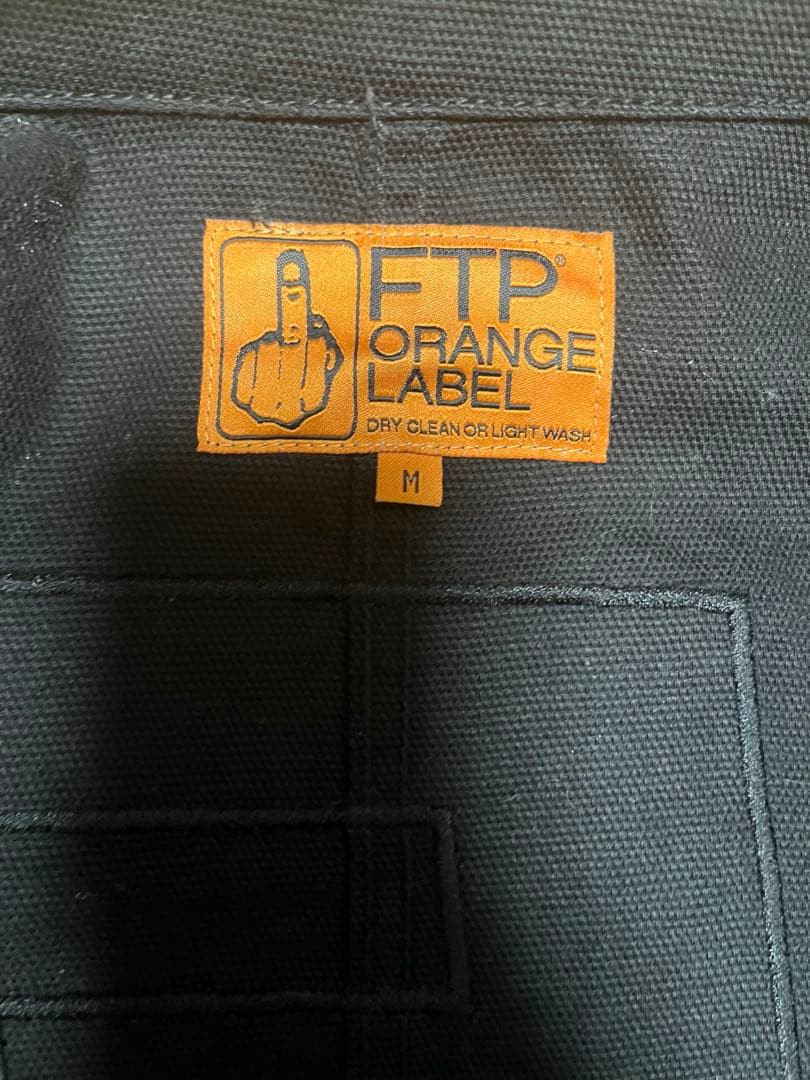 FTP®
ORANGE
LABEL
DRY CLEAN OR LIGHT WASH
M